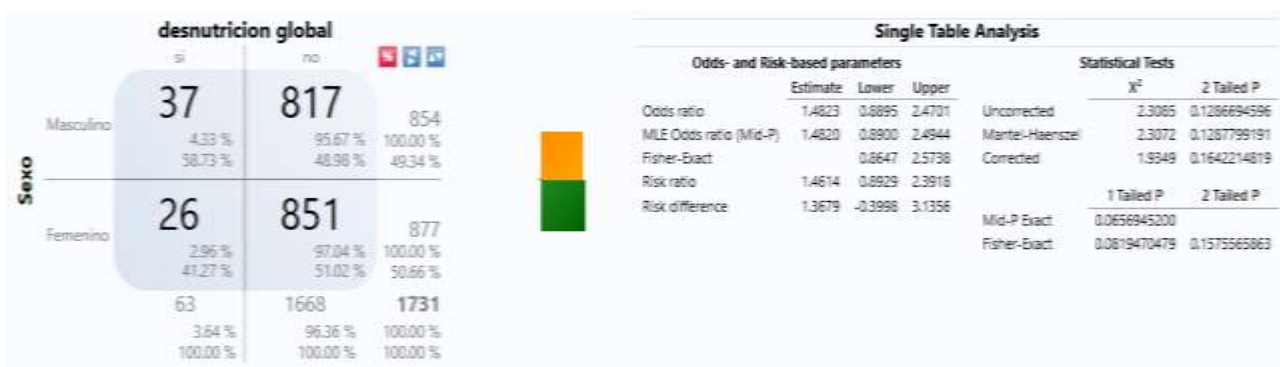 desnutricion global
si no
Sexo
Masculino 37 817 854
4.33 % 95.67 % 100.00 %
58.73 % 48.98 % 49.34 %
Femenino 26 851 877
2.96 % 97.04 % 100.00 %
41.27 % 51.02 % 50.66 %
63 1668 1731
3.64 % 96.36 % 100.00 %
100.00 % 100.00 % 100.00 %
Single Table Analysis
Odds- and Risk-based parameters
Estimate Lower Upper
Odds ratio 1.4823 0.8895 2.4701
MLE Odds ratio (Mid-P) 1.4820 0.8900 2.4944
Fisher-Exact 0.8647 2.5738
Risk ratio 1.4614 0.8929 2.3918
Risk difference 1.3679 -0.3998 3.1356
Statistical Tests
X² 2 Tailed P
Uncorrected 2.3085 0.1286694596
Mantel-Haenszel 2.3072 0.1287799191
Corrected 1.9349 0.1642214819
1 Tailed P 2 Tailed P
Mid-P Exact 0.0656945200
Fisher-Exact 0.0819470479 0.1575565863